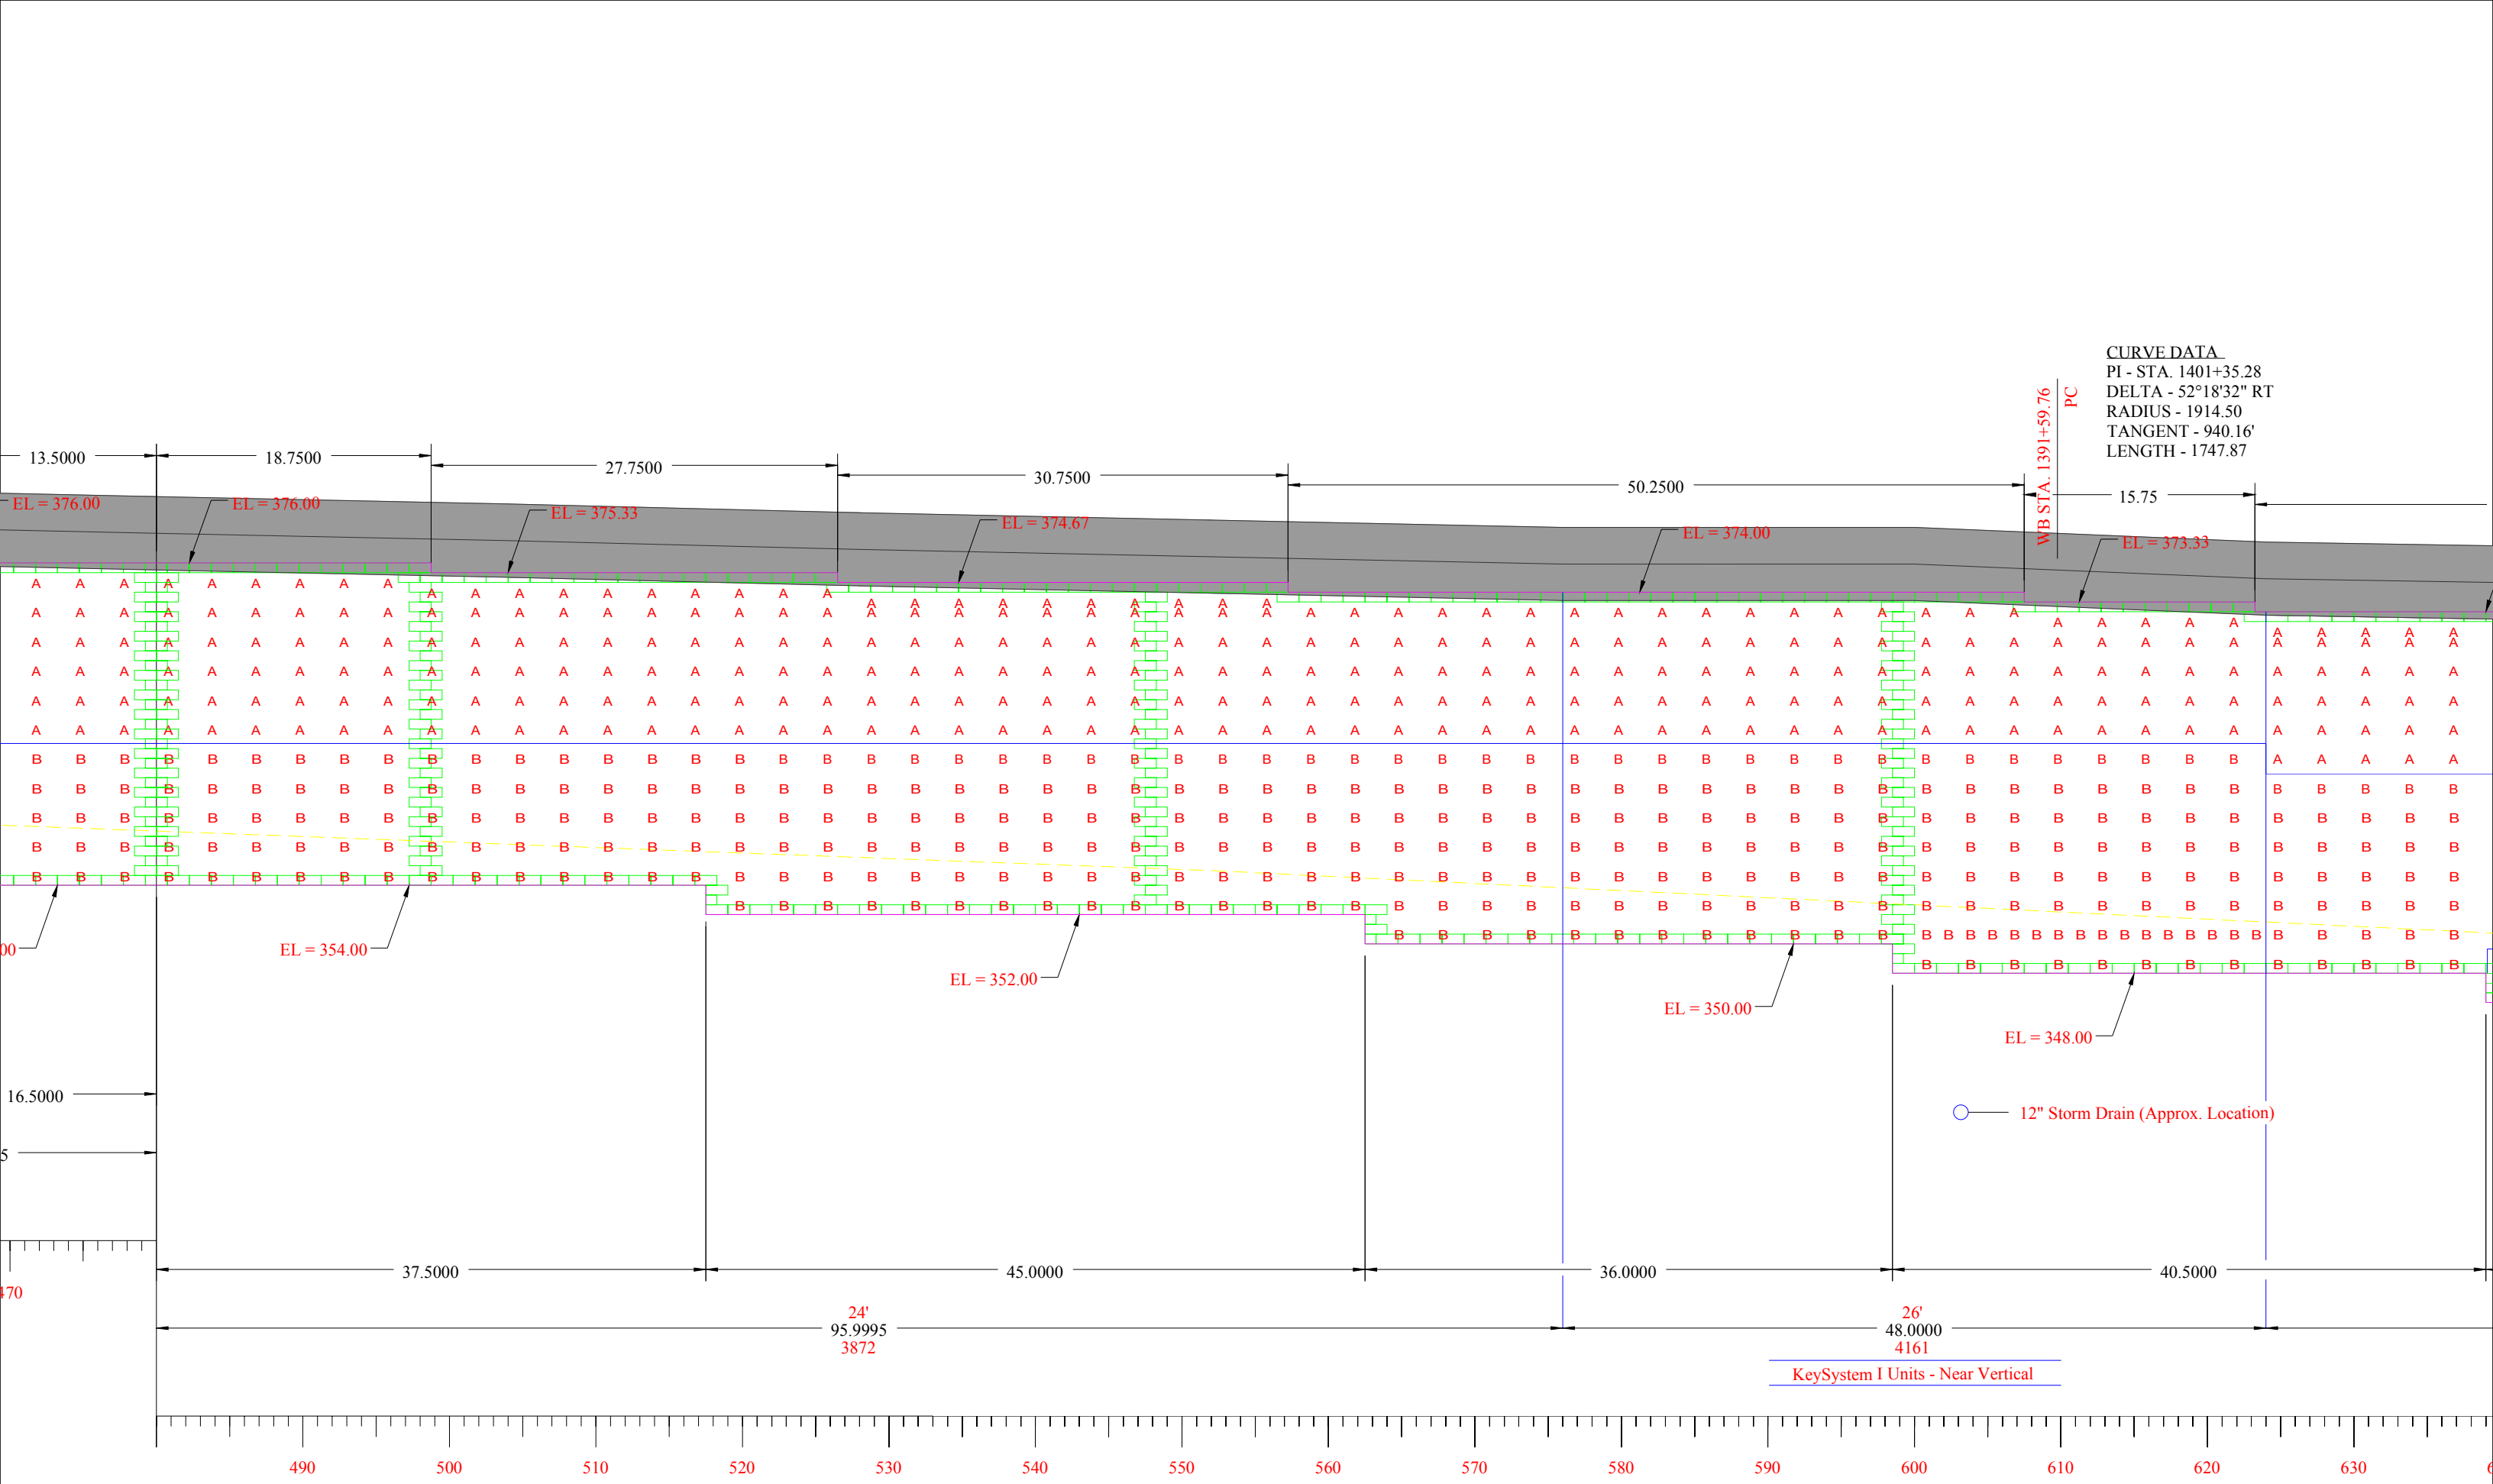 CURVE DATA
PI - STA. 1401+35.28
DELTA - 52°18'32" RT
RADIUS - 1914.50
TANGENT - 940.16'
LENGTH - 1747.87
WB STA. 1391+59.76
PC
13.5000 18.7500 27.7500 30.7500 50.2500 15.75
EL = 376.00 EL = 376.00 EL = 375.33 EL = 374.67 EL = 374.00 EL = 373.33
A A A A A A A A A
A A A A A A A A A A
A A A A A A A A A A
A A A A A A A A A A A A A A A A A A A A A A A A A A A A A A A A A A A A A A A A A A A A A A
A A A A A
A A A A A
A A A A A A A A A A A A A A A A A A A A A A A A A A A A A A A A A A A A A A A A A A A A A A A A A A A A A A A A
A A A A A A A A A A A A A A A A A A A A A A A A A A A A A A A A A A A A A A A A A A A A A A A A A A A A A A A A
A A A A A A A A A A A A A A A A A A A A A A A A A A A A A A A A A A A A A A A A A A A A A A A A A A A A A A A A
A A A A A A A A A A A A A A A A A A A A A A A A A A A A A A A A A A A A A A A A A A A A A A A A A A A A A A A A
B B B B B B B B B B B B B B B B B B B B B B B B B B B B B B B B B B B B B B B B B B B B B B B B B B B A A A A A
B B B B B B B B B B B B B B B B B B B B B B B B B B B B B B B B B B B B B B B B B B B B B B B B B B B B B B B B
B B B B B B B B B B B B B B B B B B B B B B B B B B B B B B B B B B B B B B B B B B B B B B B B B B B B B B B B
B B B B B B B B B B B B B B B B B B B B B B B B B B B B B B B B B B B B B B B B B B B B B B B B B B B B B B B B
B B B B B B B B B B B B B B B B B B B B B B B B B B B B B B B B B B B B B B B B B B B B B B B B B B B B B B B B
B B B B B B B B B B B B B B B B B B B B B B B B B B B B B B B B B B B B B B B B
B B B B B B B B B B B B B B B B B B B B B B B B B B B B B B B B B
B B B B B B B B B B B B B
00 EL = 354.00 EL = 352.00 EL = 350.00 EL = 348.00
16.5000
12" Storm Drain (Approx. Location)
5
37.5000 45.0000 36.0000 40.5000
470
24' 26'
95.9995 48.0000
3872 4161
KeySystem I Units - Near Vertical
490 500 510 520 530 540 550 560 570 580 590 600 610 620 630